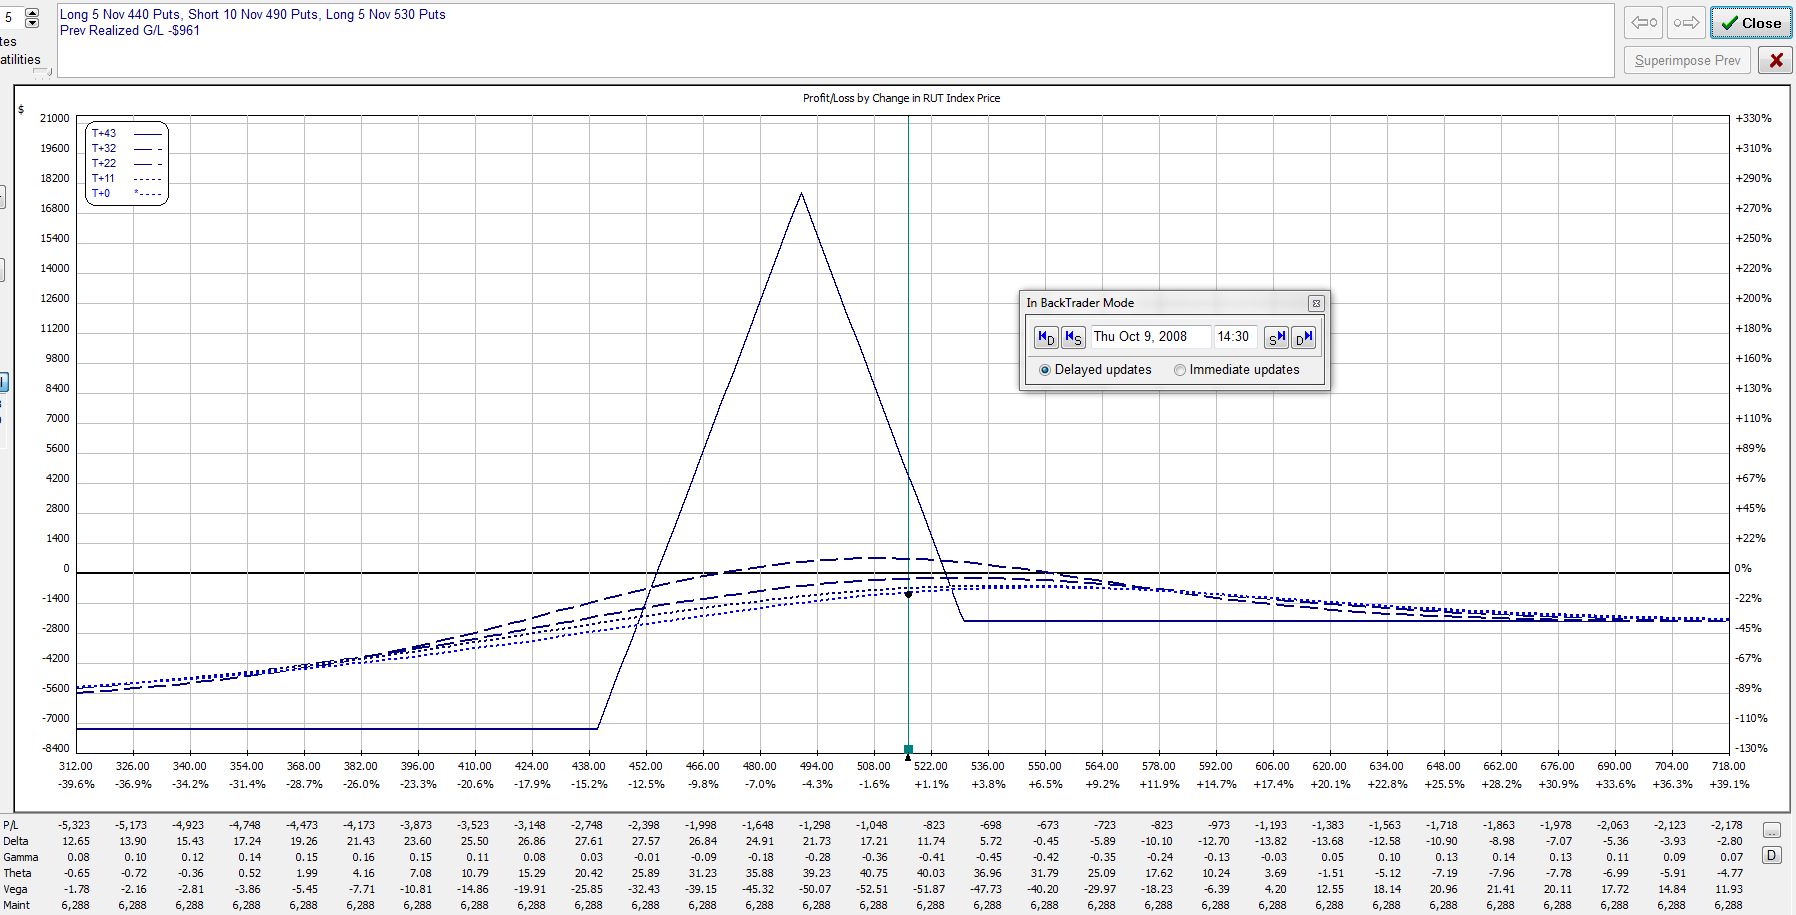 5
tes
atilities
Long 5 Nov 440 Puts, Short 10 Nov 490 Puts, Long 5 Nov 530 Puts
Prev Realized G/L -$961
Close
Superimpose Prev
Profit/Loss by Change in RUT Index Price
$
21000
19600
18200
16800
15400
14000
12600
11200
9800
8400
7000
5600
4200
2800
1400
0
-1400
-2800
-4200
-5600
-7000
-8400
T+43
T+32
T+22
T+11
T+0 *
In BackTrader Mode
D S Thu Oct 9, 2008 14:30 S D
Delayed updates Immediate updates
+330%
+310%
+290%
+270%
+250%
+220%
+200%
+180%
+160%
+130%
+110%
+89%
+67%
+45%
+22%
0%
-22%
-45%
-67%
-89%
-110%
-130%
312.00 326.00 340.00 354.00 368.00 382.00 396.00 410.00 424.00 438.00 452.00 466.00 480.00 494.00 508.00 522.00 536.00 550.00 564.00 578.00 592.00 606.00 620.00 634.00 648.00 662.00 676.00 690.00 704.00 718.00
-39.6% -36.9% -34.2% -31.4% -28.7% -26.0% -23.3% -20.6% -17.9% -15.2% -12.5% -9.8% -7.0% -4.3% -1.6% +1.1% +3.8% +6.5% +9.2% +11.9% +14.7% +17.4% +20.1% +22.8% +25.5% +28.2% +30.9% +33.6% +36.3% +39.1%
P/L -5,323 -5,173 -4,923 -4,748 -4,473 -4,173 -3,873 -3,523 -3,148 -2,748 -2,398 -1,998 -1,648 -1,298 -1,048 -823 -698 -673 -723 -823 -973 -1,193 -1,383 -1,563 -1,718 -1,863 -1,978 -2,063 -2,123 -2,178 ...
Delta 12.65 13.90 15.43 17.24 19.26 21.43 23.60 25.50 26.86 27.61 27.57 26.84 24.91 21.73 17.21 11.74 5.72 -0.45 -5.89 -10.10 -12.70 -13.82 -13.68 -12.58 -10.90 -8.98 -7.07 -5.36 -3.93 -2.80
Gamma 0.08 0.10 0.12 0.14 0.15 0.16 0.15 0.11 0.08 0.03 -0.01 -0.09 -0.18 -0.28 -0.36 -0.41 -0.45 -0.42 -0.35 -0.24 -0.13 -0.03 0.05 0.10 0.13 0.14 0.13 0.11 0.09 0.07 D
Theta -0.65 -0.72 -0.36 0.52 1.99 4.16 7.08 10.79 15.29 20.42 25.89 31.23 35.88 39.23 40.75 40.03 36.96 31.79 25.09 17.62 10.24 3.69 -1.51 -5.12 -7.19 -7.96 -7.78 -6.99 -5.91 -4.77
Vega -1.78 -2.16 -2.81 -3.86 -5.45 -7.71 -10.81 -14.86 -19.91 -25.85 -32.43 -39.15 -45.32 -50.07 -52.51 -51.87 -47.73 -40.20 -29.97 -18.23 -6.39 4.20 12.55 18.14 20.96 21.41 20.11 17.72 14.84 11.93
Maint 6,288 6,288 6,288 6,288 6,288 6,288 6,288 6,288 6,288 6,288 6,288 6,288 6,288 6,288 6,288 6,288 6,288 6,288 6,288 6,288 6,288 6,288 6,288 6,288 6,288 6,288 6,288 6,288 6,288 6,288